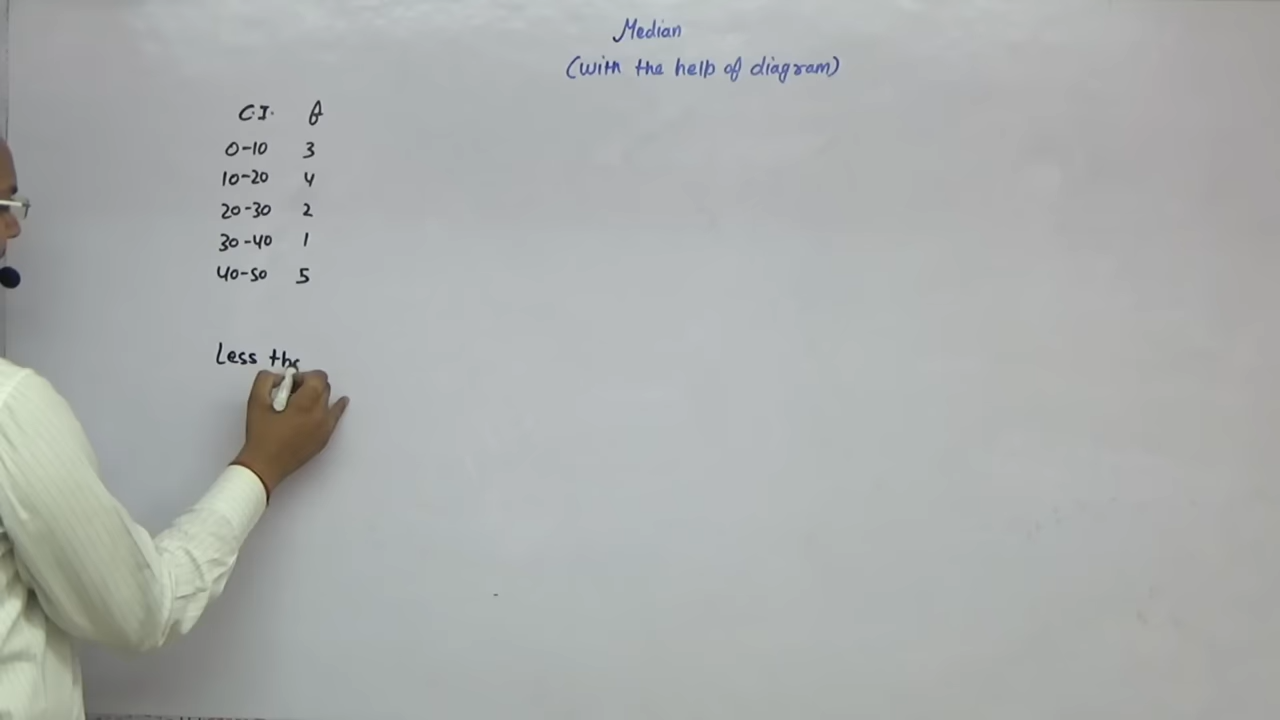 Median
(with the help of diagram)
C.I. f
0-10 3
10-20 4
20-30 2
30-40 1
40-50 5
Less tha